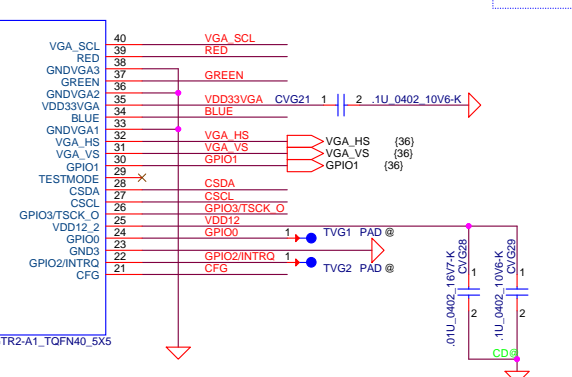 VGA_SCL 40 VGA_SCL
RED 39 RED
GNDVGA3 38
GREEN 37 GREEN
GNDVGA2 36
VDD33VGA 35 VDD33VGA CVG21 1 2 .1U_0402_10V6-K
BLUE 34 BLUE
GNDVGA1 33
VGA_HS 32 VGA_HS VGA_HS {36}
VGA_VS 31 VGA_VS VGA_VS {36}
GPIO1 30 GPIO1 GPIO1 {36}
TESTMODE 29
CSDA 28 CSDA
CSCL 27 CSCL
GPIO3/TSCK_O 26 GPIO3/TSCK_O
VDD12_2 25 VDD12
GPIO0 24 GPIO0 1 TVG1 PAD @
GND3 23
GPIO2/INTRQ 22 GPIO2/INTRQ 1 TVG2 PAD @
CFG 21 CFG
.01U_0402_16V7-K
CVG28
1
2
.1U_0402_10V6-K
CVG29
1
2
CD@
STR2-A1_TQFN40_5X5